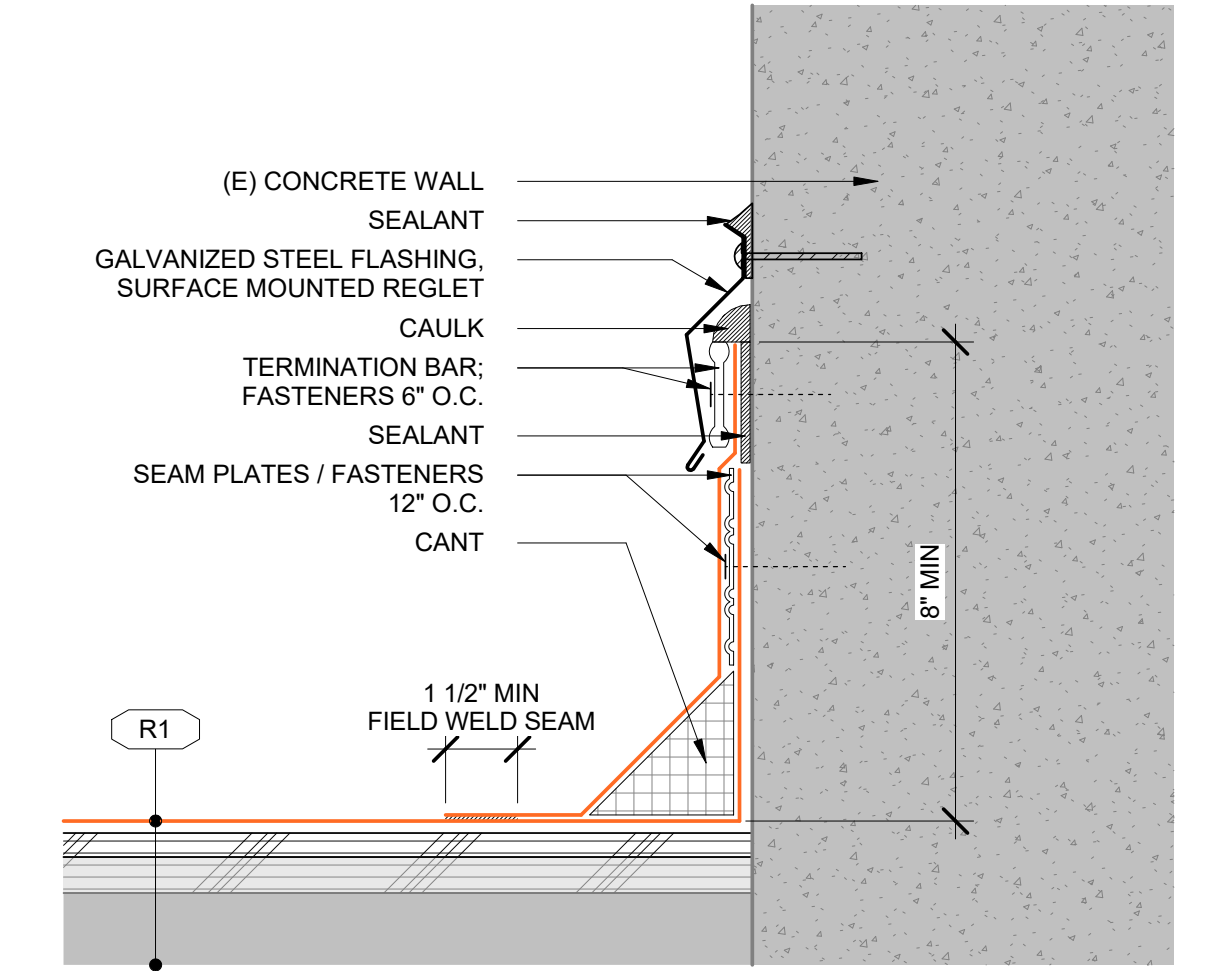 (E) CONCRETE WALL
SEALANT
GALVANIZED STEEL FLASHING,
SURFACE MOUNTED REGLET
CAULK
TERMINATION BAR;
FASTENERS 6" O.C.
SEALANT
SEAM PLATES / FASTENERS
12" O.C.
CANT
8" MIN
1 1/2" MIN
FIELD WELD SEAM
R1